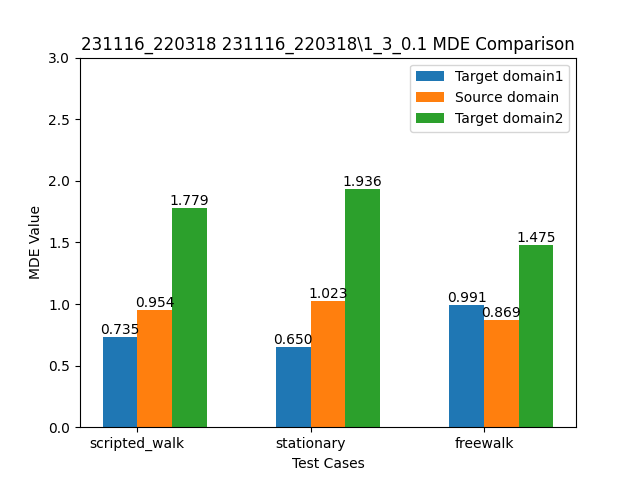 231116_220318 231116_220318\1_3_0.1 MDE Comparison
3.0
2.5
2.0
1.5
1.0
0.5
0.0
MDE Value
Target domain1
Source domain
Target domain2
0.735
0.954
1.779
0.650
1.023
1.936
0.991
0.869
1.475
scripted_walk
stationary
freewalk
Test Cases